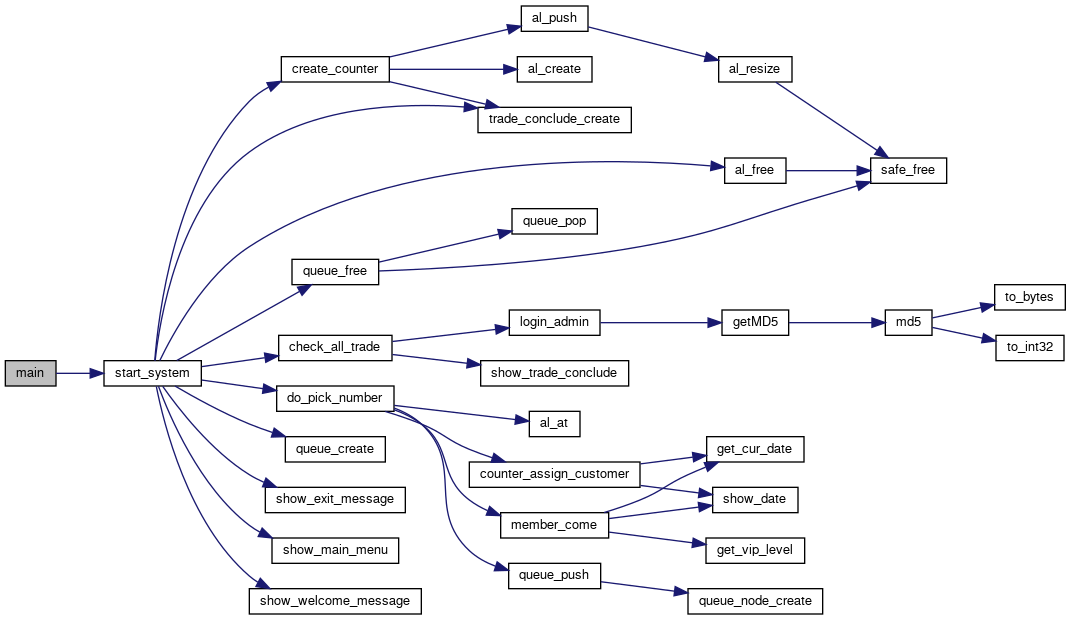 al_push
create_counter
al_create
al_resize
trade_conclude_create
al_free
safe_free
queue_pop
queue_free
to_bytes
login_admin
getMD5
md5
check_all_trade
to_int32
main
start_system
show_trade_conclude
do_pick_number
al_at
queue_create
get_cur_date
counter_assign_customer
show_exit_message
show_date
member_come
show_main_menu
get_vip_level
queue_push
show_welcome_message
queue_node_create